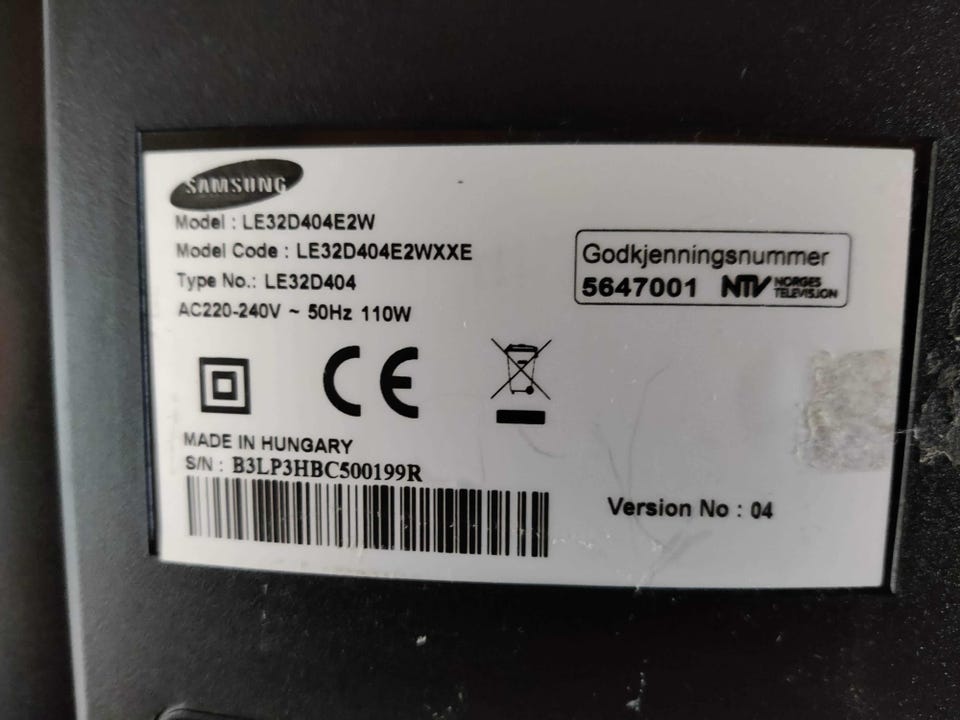 SAMSUNG
Model : LE32D404E2W
Model Code : LE32D404E2WXXE
Type No.: LE32D404
AC220-240V ~ 50Hz 110W
Godkjenningsnummer
5647001 NTV NORGES TELEVISJON
CE
MADE IN HUNGARY
S/N : B3LP3HBC500199R
Version No : 04